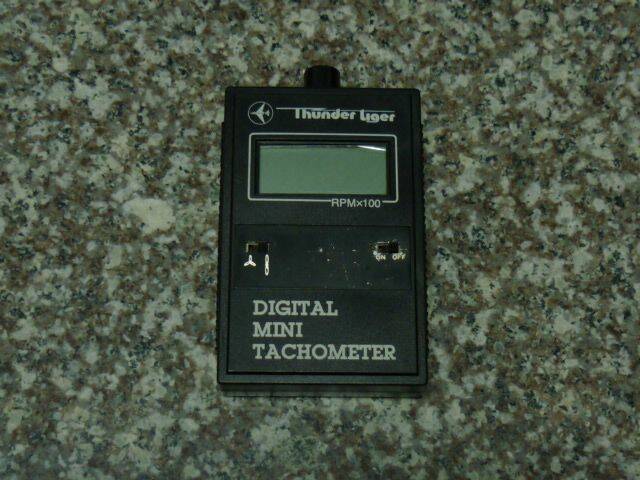 Thunder Tiger
RPM×100
ON OFF
DIGITAL
MINI
TACHOMETER